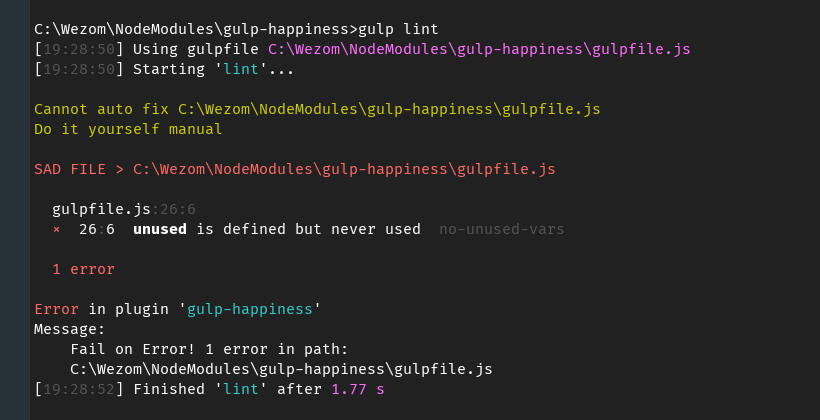 C:\Wezom\NodeModules\gulp-happiness>gulp lint
[19:28:50] Using gulpfile C:\Wezom\NodeModules\gulp-happiness\gulpfile.js
[19:28:50] Starting 'lint'...
Cannot auto fix C:\Wezom\NodeModules\gulp-happiness\gulpfile.js
Do it yourself manual
SAD FILE > C:\Wezom\NodeModules\gulp-happiness\gulpfile.js
gulpfile.js:26:6
× 26:6 unused is defined but never used no-unused-vars
1 error
Error in plugin 'gulp-happiness'
Message:
Fail on Error! 1 error in path:
C:\Wezom\NodeModules\gulp-happiness\gulpfile.js
[19:28:52] Finished 'lint' after 1.77 s